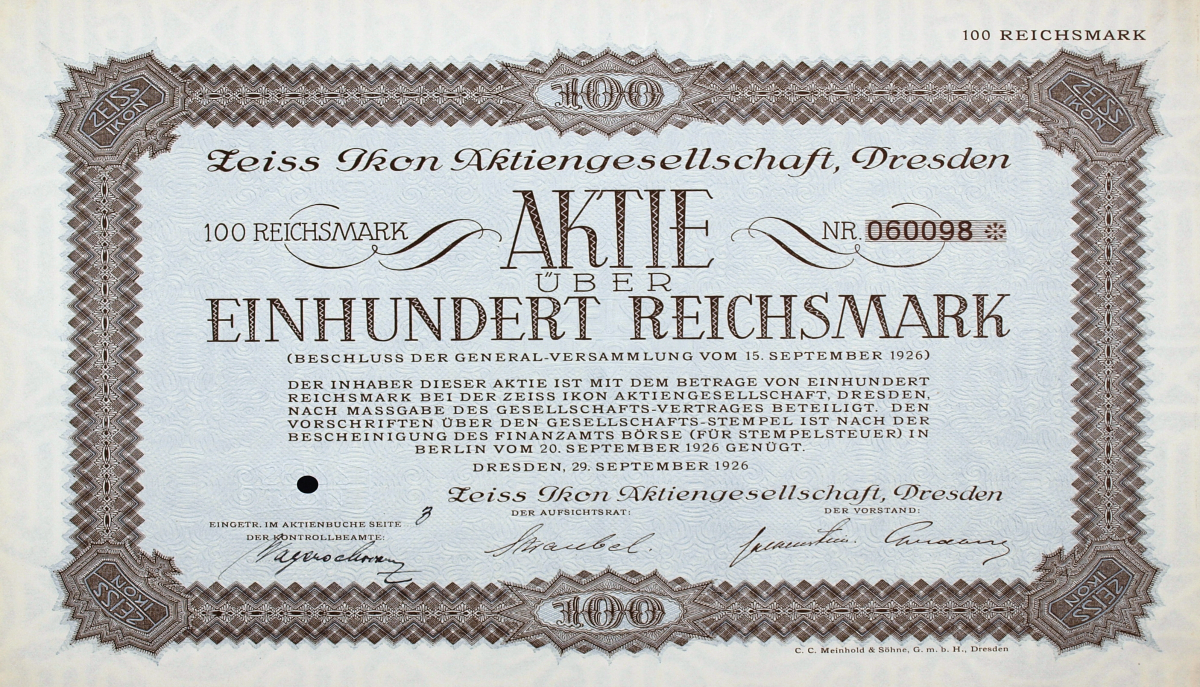 100 REICHSMARK
100
ZEISS IKON
ZEISS IKON
Zeiss Ikon Aktiengesellschaft, Dresden
AKTIE
100 REICHSMARK
NR. 060098
ÜBER
EINHUNDERT REICHSMARK
(BESCHLUSS DER GENERAL-VERSAMMLUNG VOM 15. SEPTEMBER 1926)
DER INHABER DIESER AKTIE IST MIT DEM BETRAGE VON EINHUNDERT
REICHSMARK BEI DER ZEISS IKON AKTIENGESELLSCHAFT, DRESDEN,
NACH MASSGABE DES GESELLSCHAFTS-VERTRAGES BETEILIGT. DEN
VORSCHRIFTEN ÜBER DEN GESELLSCHAFTS-STEMPEL IST NACH DER
BESCHEINIGUNG DES FINANZAMTS BÖRSE (FÜR STEMPELSTEUER) IN
BERLIN VOM 20. SEPTEMBER 1926 GENÜGT.
DRESDEN, 29. SEPTEMBER 1926
Zeiss Ikon Aktiengesellschaft, Dresden
DER AUFSICHTSRAT:
DER VORSTAND:
EINGETR. IM AKTIENBUCHE SEITE 3
DER KONTROLLBEAMTE:
Straubel.
ZEISS IKON
ZEISS IKON
100
C. C. Meinhold & Söhne, G. m. b. H., Dresden